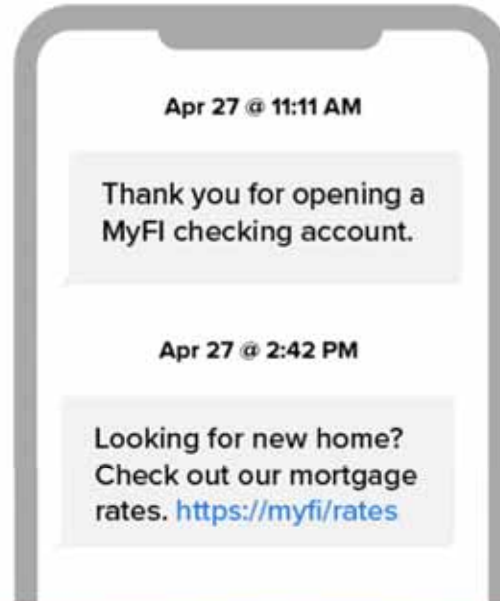 Apr 27 @ 11:11 AM
Thank you for opening a
MyFI checking account.
Apr 27 @ 2:42 PM
Looking for new home?
Check out our mortgage
rates. https://myfi/rates